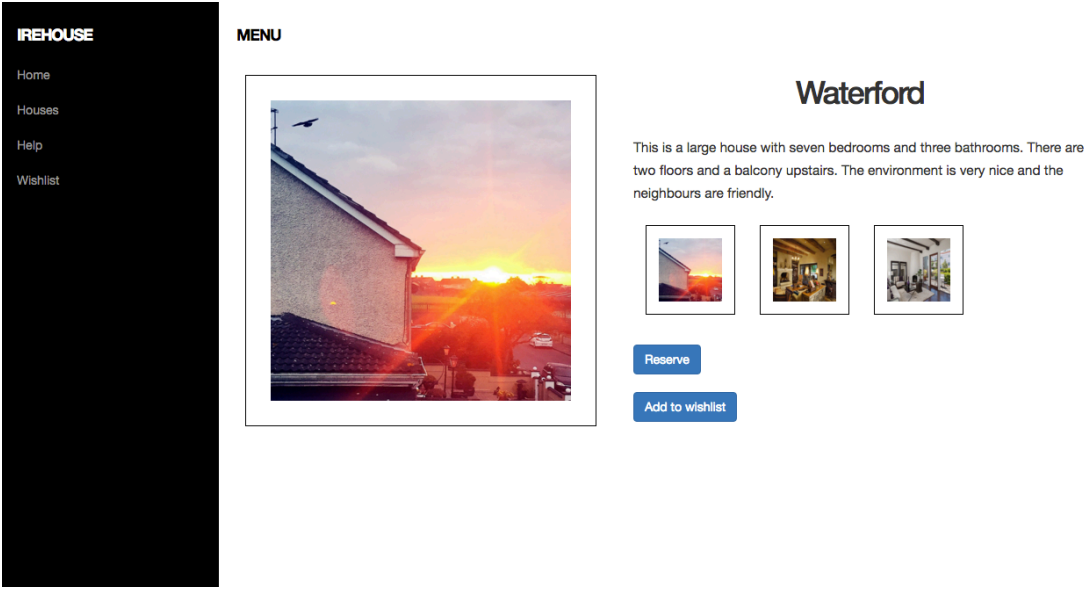 IREHOUSE
Home
Houses
Help
Wishlist
MENU
Waterford
This is a large house with seven bedrooms and three bathrooms. There are
two floors and a balcony upstairs. The environment is very nice and the
neighbours are friendly.
Reserve
Add to wishlist